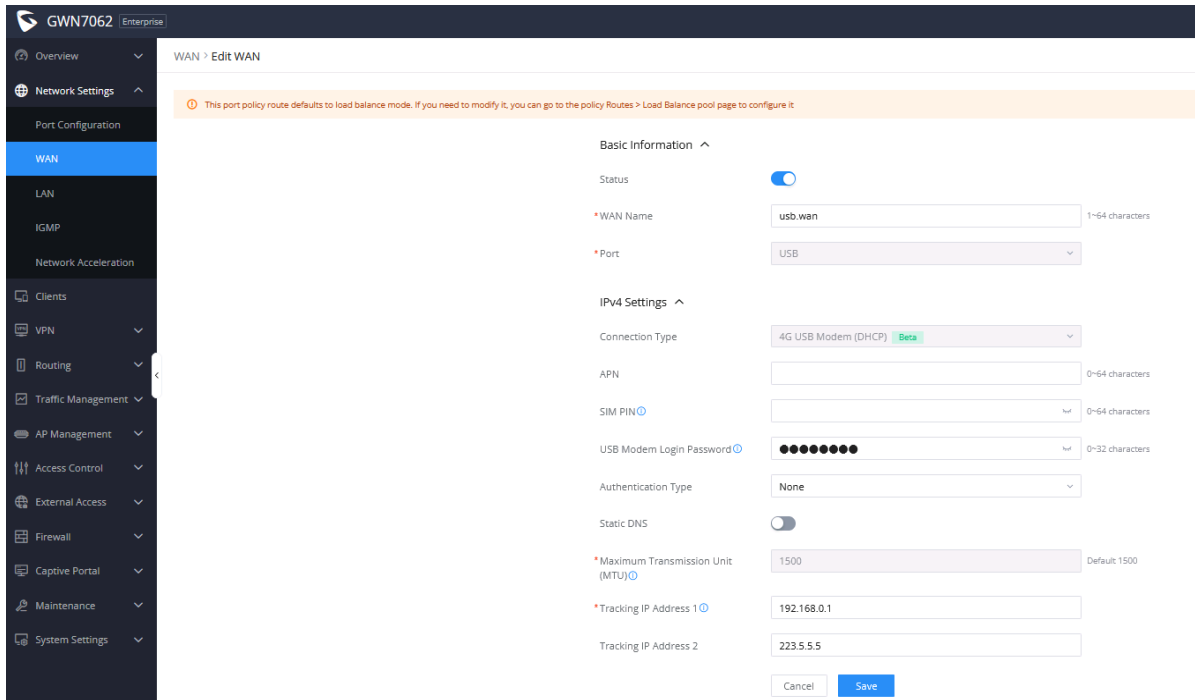 GWN7062 Enterprise
Overview
WAN > Edit WAN
Network Settings
This port policy route defaults to load balance mode. If you need to modify it, you can go to the policy Routes > Load Balance pool page to configure it
Port Configuration
WAN
LAN
IGMP
Network Acceleration
Clients
VPN
Routing
Traffic Management
AP Management
Access Control
External Access
Firewall
Captive Portal
Maintenance
System Settings
Basic Information
Status
*WAN Name usb.wan 1~64 characters
*Port USB
IPv4 Settings
Connection Type 4G USB Modem (DHCP) Beta
APN 0~64 characters
SIM PIN 0~64 characters
USB Modem Login Password ●●●●●●●● 0~32 characters
Authentication Type None
Static DNS
*Maximum Transmission Unit 1500 Default 1500
(MTU)
*Tracking IP Address 1 192.168.0.1
Tracking IP Address 2 223.5.5.5
Cancel Save